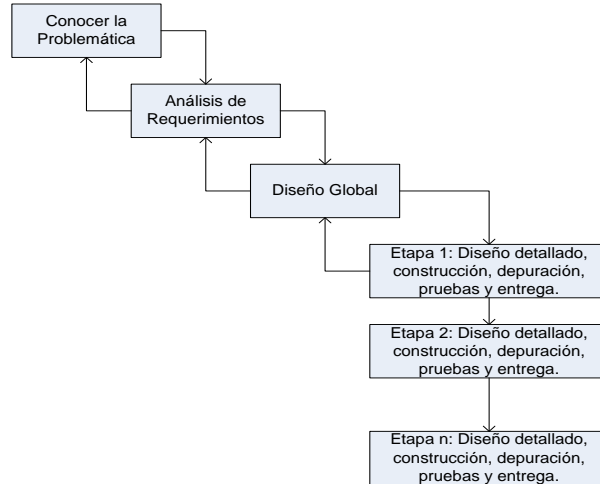 Conocer la
Problemática
Análisis de
Requerimientos
Diseño Global
Etapa 1: Diseño detallado,
construcción, depuración,
pruebas y entrega.
Etapa 2: Diseño detallado,
construcción, depuración,
pruebas y entrega.
Etapa n: Diseño detallado,
construcción, depuración,
pruebas y entrega.